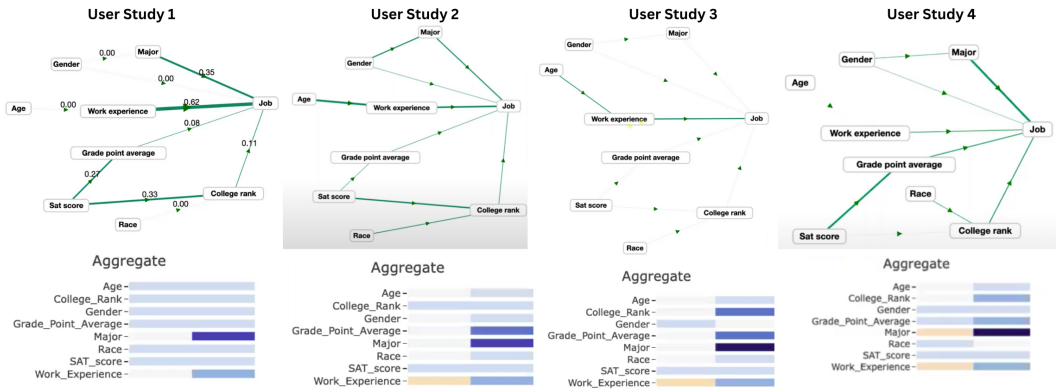 User Study 1
Major
0.00
Gender
0.35
0.00
Age
0.00
Work experience
0.62
Job
0.08
Grade point average
0.11
0.27
Sat score
0.33
College rank
0.00
Race
Aggregate
Age
College_Rank
Gender
Grade_Point_Average
Major
Race
SAT_score
Work_Experience
User Study 2
Major
Gender
Age
Work experience
Job
Grade point average
Sat score
College rank
Race
Aggregate
Age
College_Rank
Gender
Grade_Point_Average
Major
Race
SAT_score
Work_Experience
User Study 3
Major
Gender
Age
Work experience
Job
Grade point average
Sat score
College rank
Race
Aggregate
Age
College_Rank
Gender
Grade_Point_Average
Major
Race
SAT_score
Work_Experience
User Study 4
Major
Gender
Age
Work experience
Job
Grade point average
Race
Sat score
College rank
Aggregate
Age
College_Rank
Gender
Grade_Point_Average
Major
Race
SAT_score
Work_Experience